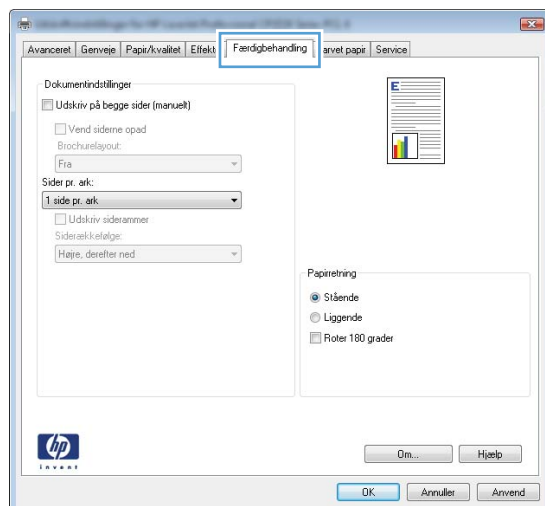 Avanceret Genveje Papir/kvalitet Effekt Færdigbehandling arvet papir Service
Dokumentindstillinger
Udskriv på begge sider (manuelt)
Vend siderne opad
Brochurelayout:
Fra
Sider pr. ark:
1 side pr. ark
Udskriv siderammer
Siderækkefølge:
Højre, derefter ned
E
Papirretning
Stående
Liggende
Roter 180 grader
hp
invent
Om... Hjælp
OK Annuller Anvend